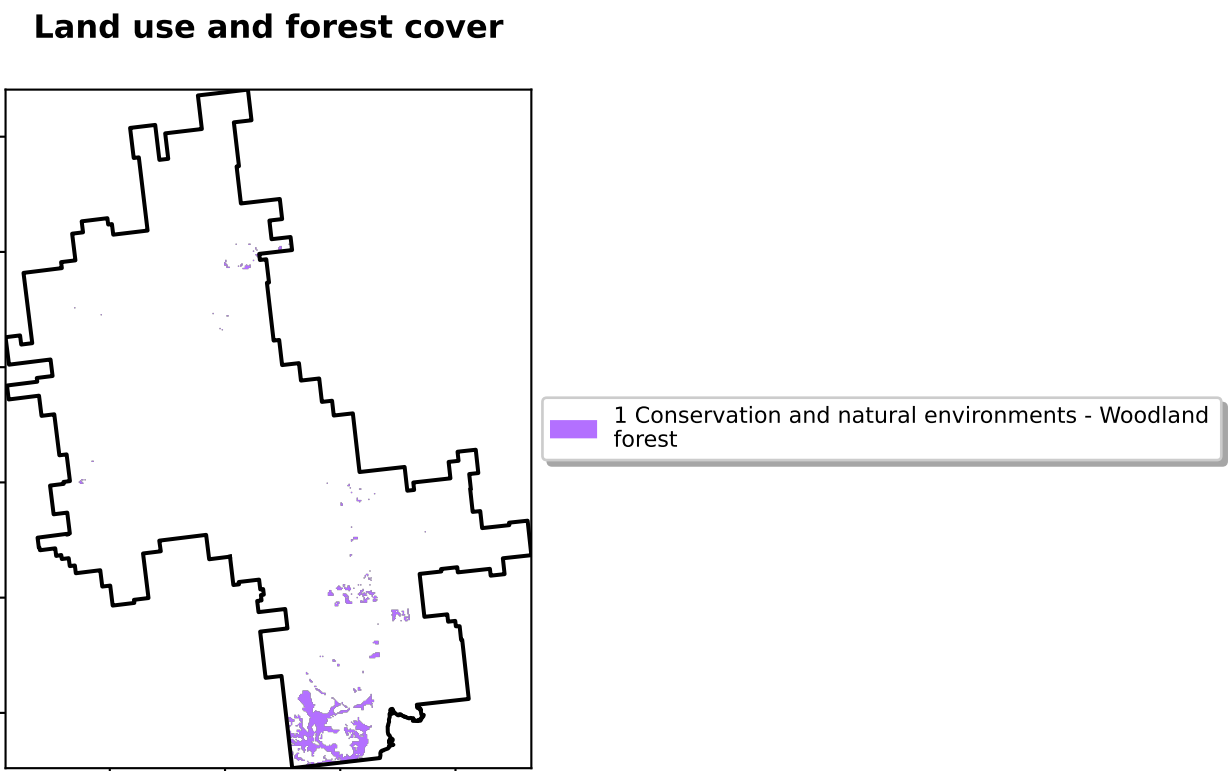 Land use and forest cover
1 Conservation and natural environments - Woodland
forest